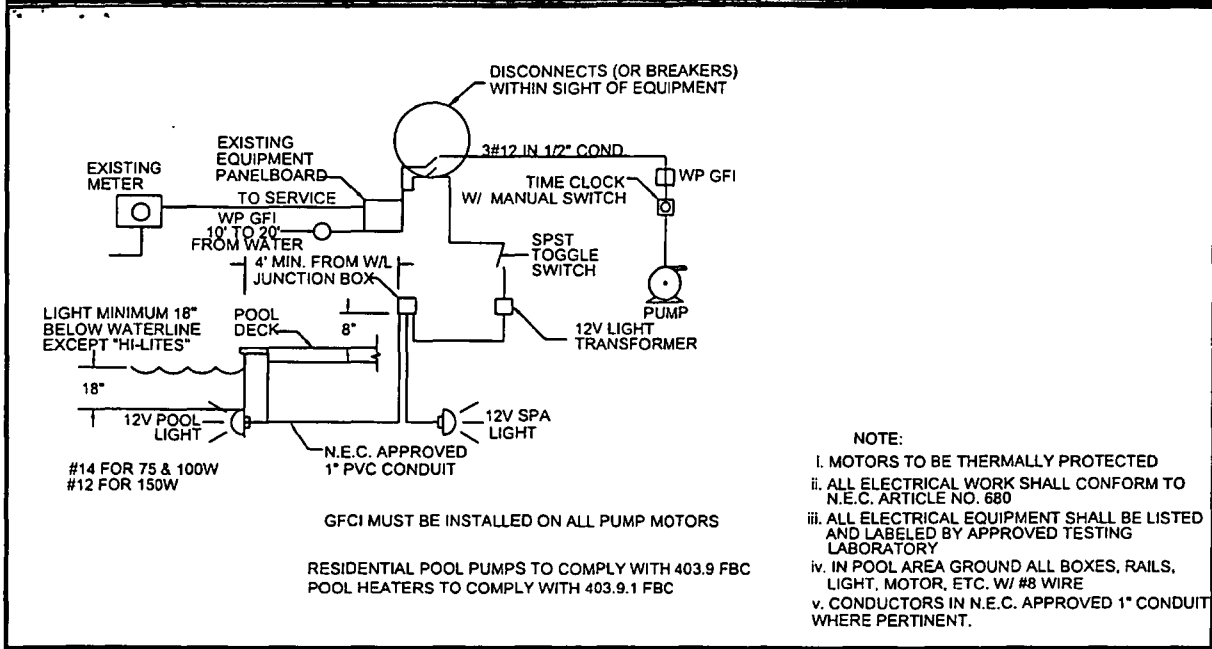 DISCONNECTS (OR BREAKERS)
WITHIN SIGHT OF EQUIPMENT
EXISTING
METER
EXISTING
EQUIPMENT
PANELBOARD
TO SERVICE
WP GFI
10' TO 20'
FROM WATER
3#12 IN 1/2" COND.
WP GFI
TIME CLOCK
W/ MANUAL SWITCH
SPST
TOGGLE
SWITCH
PUMP
4' MIN. FROM W/L
JUNCTION BOX
12V LIGHT
TRANSFORMER
LIGHT MINIMUM 18"
BELOW WATERLINE
EXCEPT "HI-LITES"
POOL
DECK
8"
18"
12V POOL
LIGHT
12V SPA
LIGHT
N.E.C. APPROVED
1" PVC CONDUIT
#14 FOR 75 & 100W
#12 FOR 150W
GFCI MUST BE INSTALLED ON ALL PUMP MOTORS
RESIDENTIAL POOL PUMPS TO COMPLY WITH 403.9 FBC
POOL HEATERS TO COMPLY WITH 403.9.1 FBC
NOTE:
i. MOTORS TO BE THERMALLY PROTECTED
ii. ALL ELECTRICAL WORK SHALL CONFORM TO
N.E.C. ARTICLE NO. 680
iii. ALL ELECTRICAL EQUIPMENT SHALL BE LISTED
AND LABELED BY APPROVED TESTING
LABORATORY
iv. IN POOL AREA GROUND ALL BOXES, RAILS,
LIGHT, MOTOR, ETC. W/ #8 WIRE
v. CONDUCTORS IN N.E.C. APPROVED 1" CONDUIT
WHERE PERTINENT.